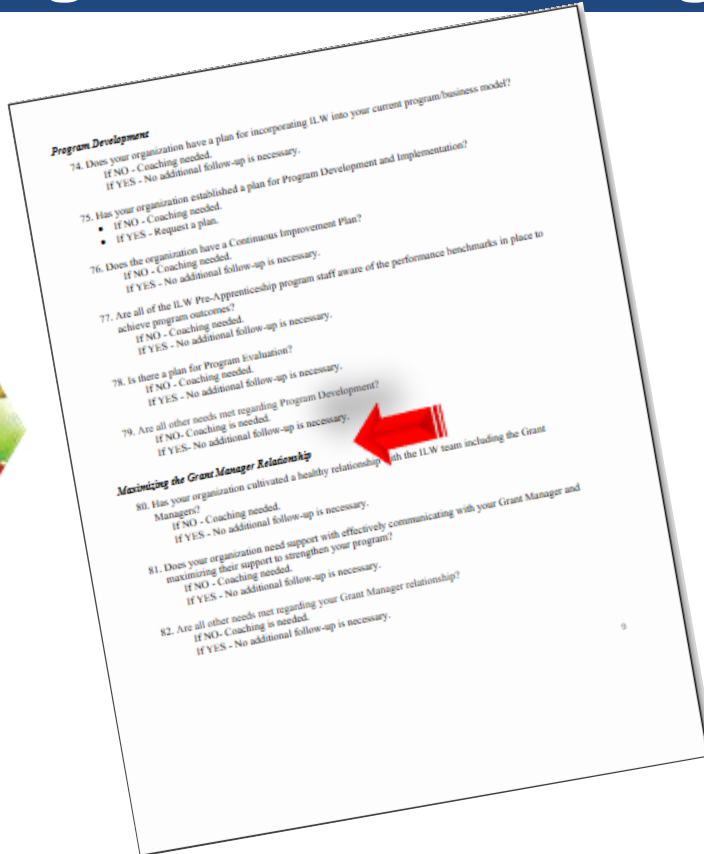 Program Development
74. Does your organization have a plan for incorporating ILW into your current program/business model?
If NO - Coaching needed.
If YES - No additional follow-up is necessary.
75. Has your organization established a plan for Program Development and Implementation?
• If NO - Coaching needed.
• If YES - Request a plan.
76. Does the organization have a Continuous Improvement Plan?
If NO - Coaching needed.
If YES - No additional follow-up is necessary.
77. Are all of the ILW Pre-Apprenticeship program staff aware of the performance benchmarks in place to
achieve program outcomes?
If NO - Coaching needed.
If YES - No additional follow-up is necessary.
78. Is there a plan for Program Evaluation?
If NO - Coaching needed.
If YES - No additional follow-up is necessary.
79. Are all other needs met regarding Program Development?
If NO- Coaching is needed.
If YES- No additional follow-up is necessary.
Maximizing the Grant Manager Relationship
80. Has your organization cultivated a healthy relationship with the ILW team including the Grant
Managers?
If NO - Coaching needed.
If YES - No additional follow-up is necessary.
81. Does your organization need support with effectively communicating with your Grant Manager and
maximizing their support to strengthen your program?
If NO - Coaching needed.
If YES - No additional follow-up is necessary.
82. Are all other needs met regarding your Grant Manager relationship?
If NO- Coaching is needed.
If YES - No additional follow-up is necessary.
9